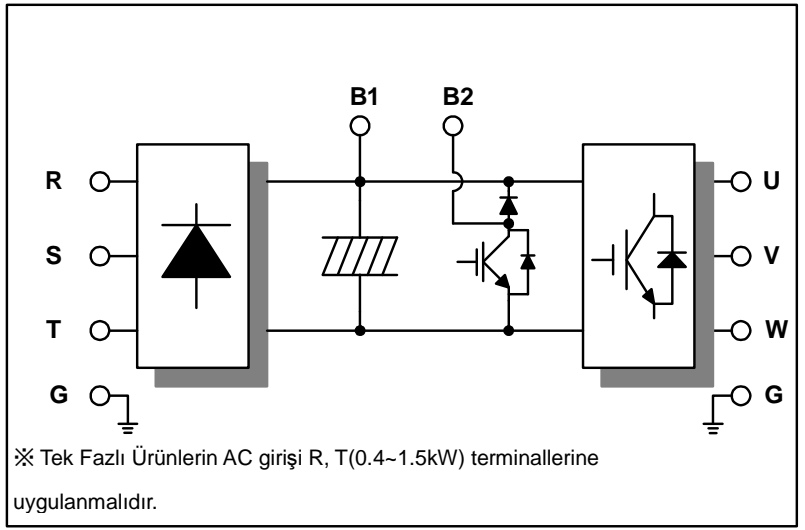 B1 B2
R U
S V
T W
G G
※ Tek Fazlı Ürünlerin AC girişi R, T(0.4~1.5kW) terminallerine
uygulanmalıdır.